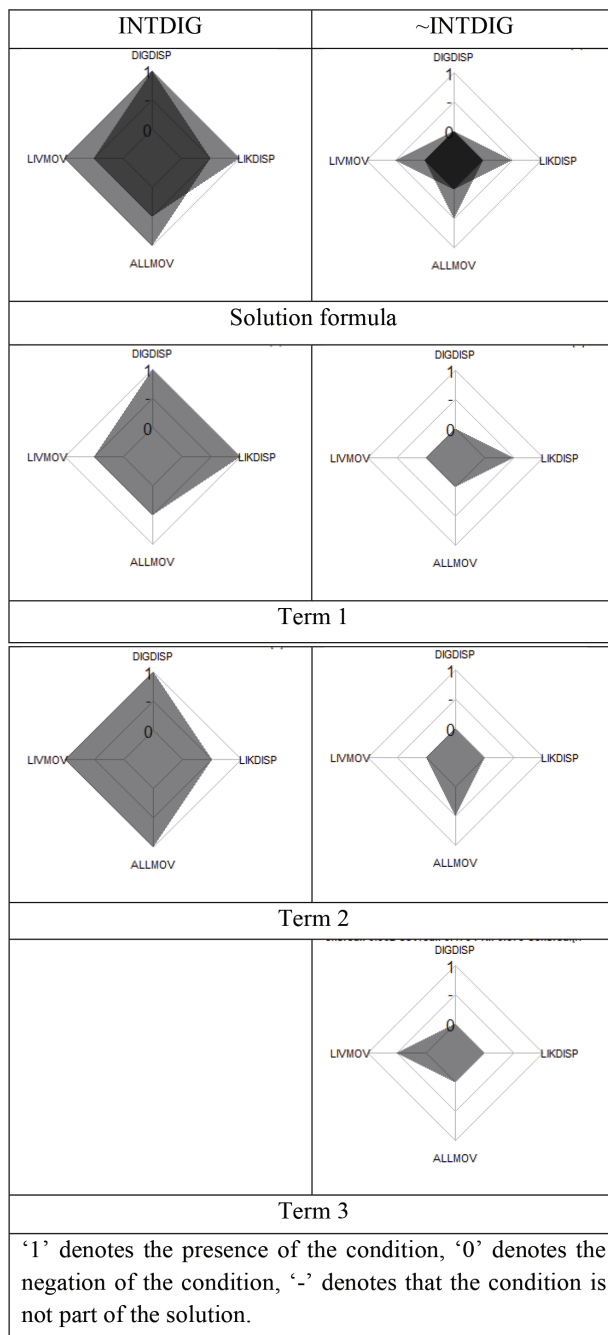 INTDIG ~INTDIG
DIGDISP DIGDISP
1 1
- -
0 0
LIVMOV LIKDISP LIVMOV LIKDISP
ALLMOV ALLMOV
Solution formula
DIGDISP DIGDISP
1 1
- -
0 0
LIVMOV LIKDISP LIVMOV LIKDISP
ALLMOV ALLMOV
Term 1
DIGDISP DIGDISP
1 1
- -
0 0
LIVMOV LIKDISP LIVMOV LIKDISP
ALLMOV ALLMOV
Term 2
DIGDISP
1
-
0
LIVMOV LIKDISP
ALLMOV
Term 3
‘1’ denotes the presence of the condition, ‘0’ denotes the
negation of the condition, ‘-’ denotes that the condition is
not part of the solution.